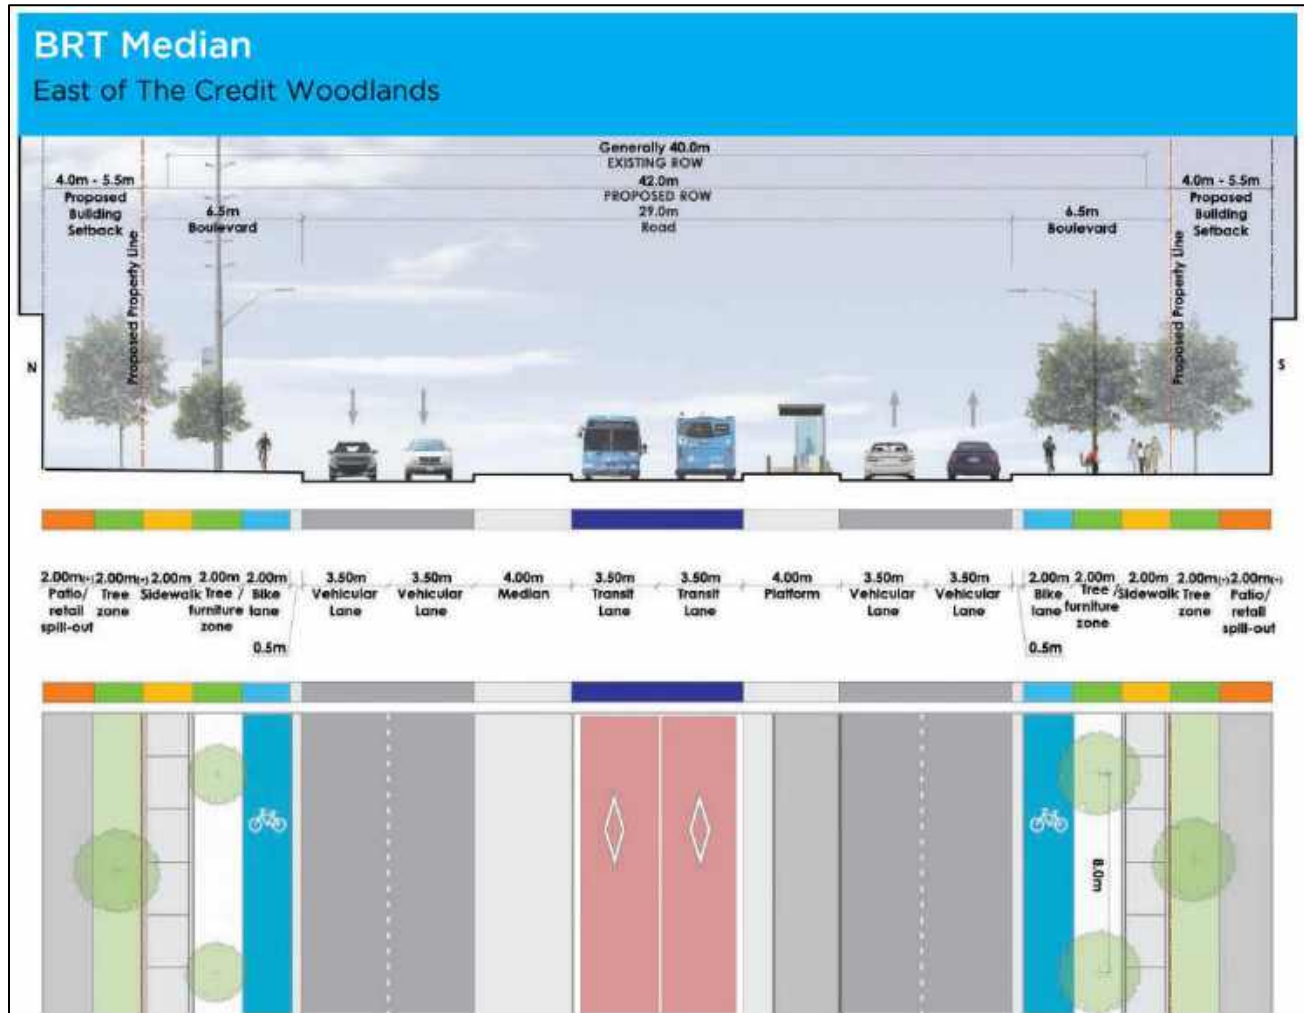 BRT Median
East of The Credit Woodlands
Generally 40.0m
EXISTING ROW
4.0m - 5.5m
Proposed
Building
Setback
42.0m
PROPOSED ROW
4.0m - 5.5m
Proposed
Building
Setback
6.5m
Boulevard
29.0m
Road
6.5m
Boulevard
Proposed Property Line
Proposed Property Line
N
S
2.00m(+)
Patio/
retail
spill-out
2.00m(+)
Tree
zone
2.00m
Sidewalk
2.00m
Tree /
furniture
zone
2.00m
Bike
lane
0.5m
3.50m
Vehicular
Lane
3.50m
Vehicular
Lane
4.00m
Median
3.50m
Transit
Lane
3.50m
Transit
Lane
4.00m
Platform
3.50m
Vehicular
Lane
3.50m
Vehicular
Lane
0.5m
2.00m
Bike
lane
2.00m
Tree /
furniture
zone
2.00m
Sidewalk
2.00m(+)
Tree
zone
2.00m(+)
Patio/
retail
spill-out
8.0m